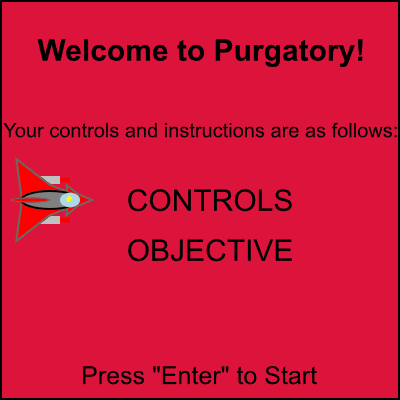 Welcome to Purgatory!
Your controls and instructions are as follows:
CONTROLS
OBJECTIVE
Press "Enter" to Start